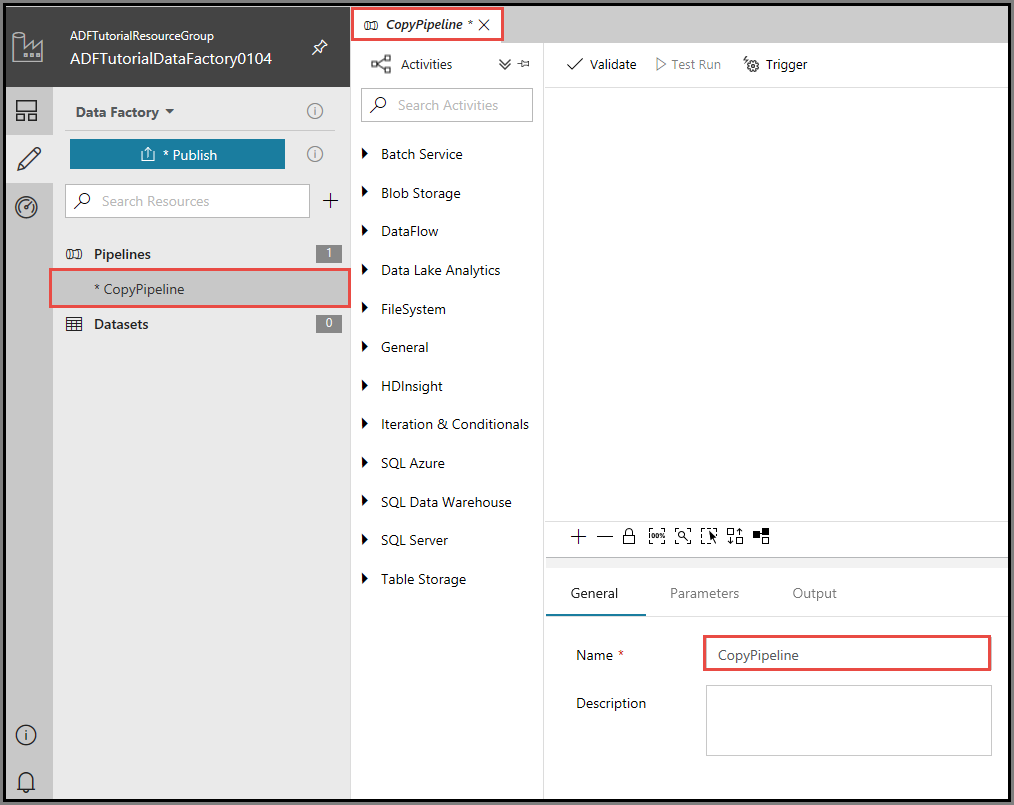 ADFTutorialResourceGroup
ADFTutorialDataFactory0104
Data Factory
* Publish
Search Resources
Pipelines 1
* CopyPipeline
Datasets 0
CopyPipeline *
Activities
Search Activities
Batch Service
Blob Storage
DataFlow
Data Lake Analytics
FileSystem
General
HDInsight
Iteration & Conditionals
SQL Azure
SQL Data Warehouse
SQL Server
Table Storage
Validate Test Run Trigger
100%
General Parameters Output
Name * CopyPipeline
Description